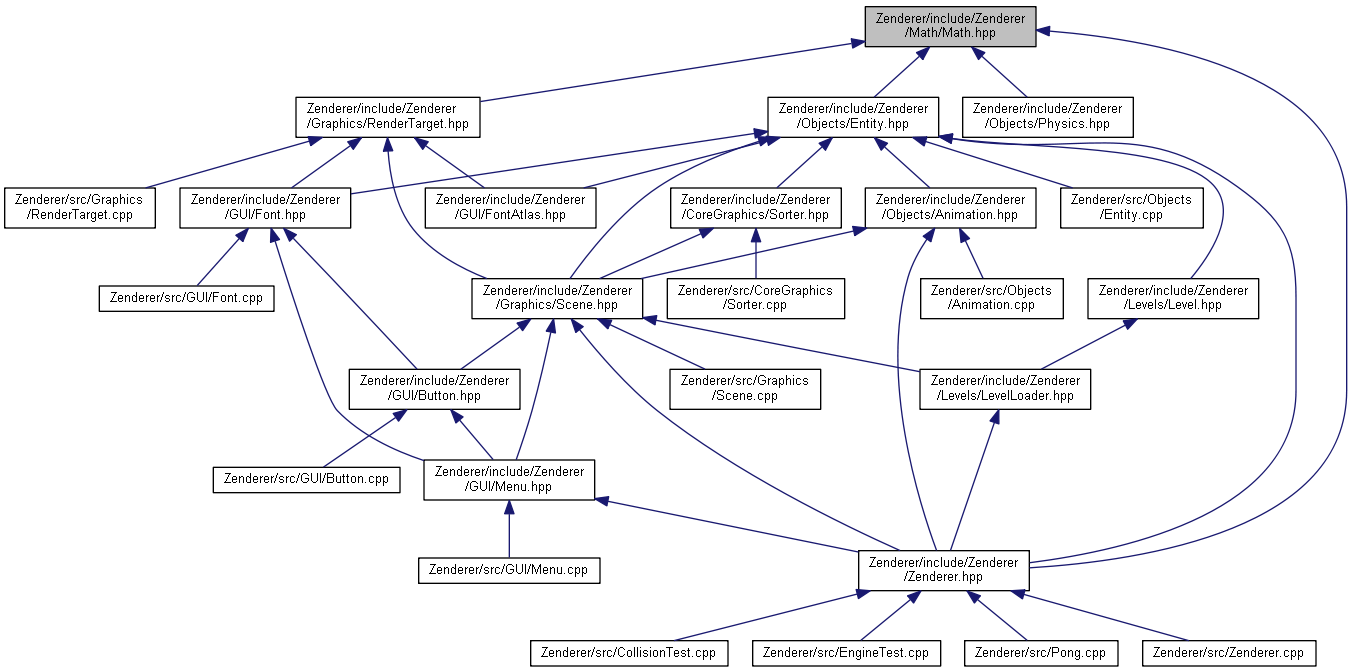 Zenderer/include/Zenderer
/Math/Math.hpp
Zenderer/include/Zenderer
/Graphics/RenderTarget.hpp
Zenderer/include/Zenderer
/Objects/Entity.hpp
Zenderer/include/Zenderer
/Objects/Physics.hpp
Zenderer/src/Graphics
/RenderTarget.cpp
Zenderer/include/Zenderer
/GUI/Font.hpp
Zenderer/include/Zenderer
/GUI/FontAtlas.hpp
Zenderer/include/Zenderer
/CoreGraphics/Sorter.hpp
Zenderer/include/Zenderer
/Objects/Animation.hpp
Zenderer/src/Objects
/Entity.cpp
Zenderer/src/GUI/Font.cpp
Zenderer/include/Zenderer
/Graphics/Scene.hpp
Zenderer/src/CoreGraphics
/Sorter.cpp
Zenderer/src/Objects
/Animation.cpp
Zenderer/include/Zenderer
/Levels/Level.hpp
Zenderer/include/Zenderer
/GUI/Button.hpp
Zenderer/src/Graphics
/Scene.cpp
Zenderer/include/Zenderer
/Levels/LevelLoader.hpp
Zenderer/src/GUI/Button.cpp
Zenderer/include/Zenderer
/GUI/Menu.hpp
Zenderer/src/GUI/Menu.cpp
Zenderer/include/Zenderer
/Zenderer.hpp
Zenderer/src/CollisionTest.cpp
Zenderer/src/EngineTest.cpp
Zenderer/src/Pong.cpp
Zenderer/src/Zenderer.cpp